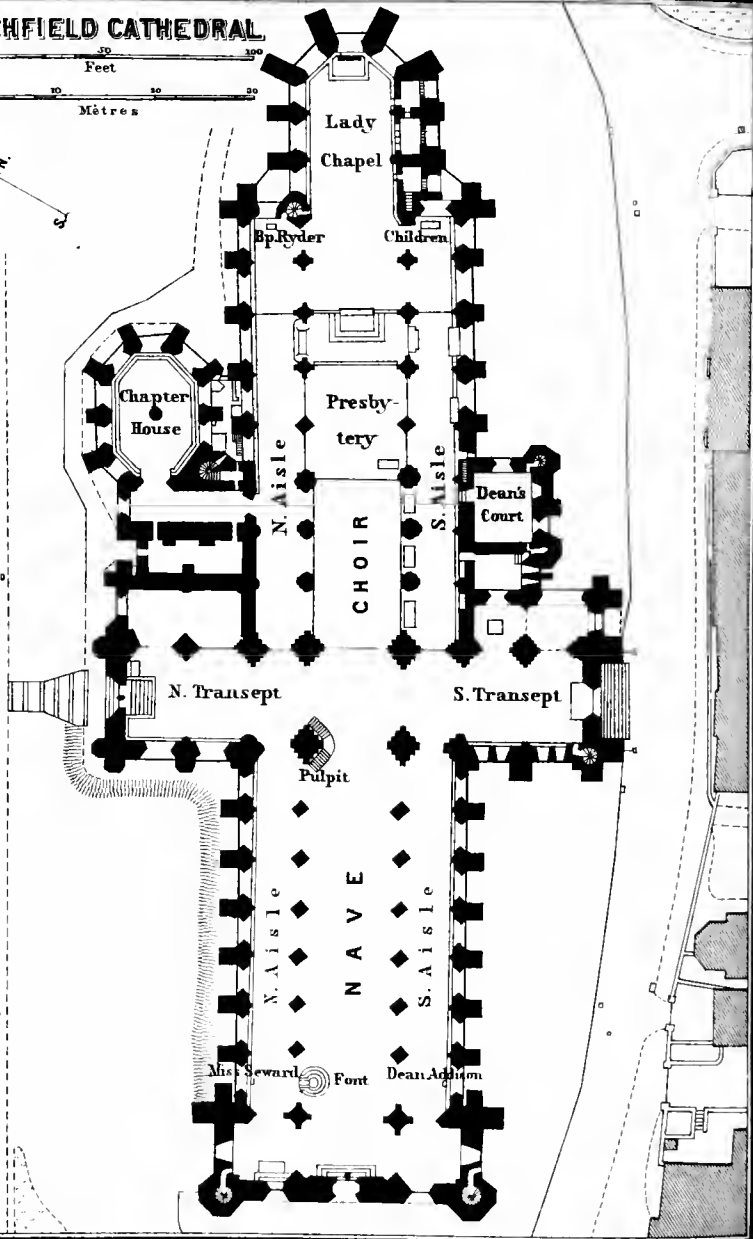 HFIELD CATHEDRAL
50 100
Feet
10 20 30
Mètres
N.
S.
Lady
Chapel
Bp. Ryder
Children
Chapter
House
Presby-
tery
N. Aisle
S. Aisle
CHOIR
Dean's
Court
N. Transept
S. Transept
Pulpit
N. Aisle
NAVE
S. Aisle
Miss Seward
Font
Dean Addison